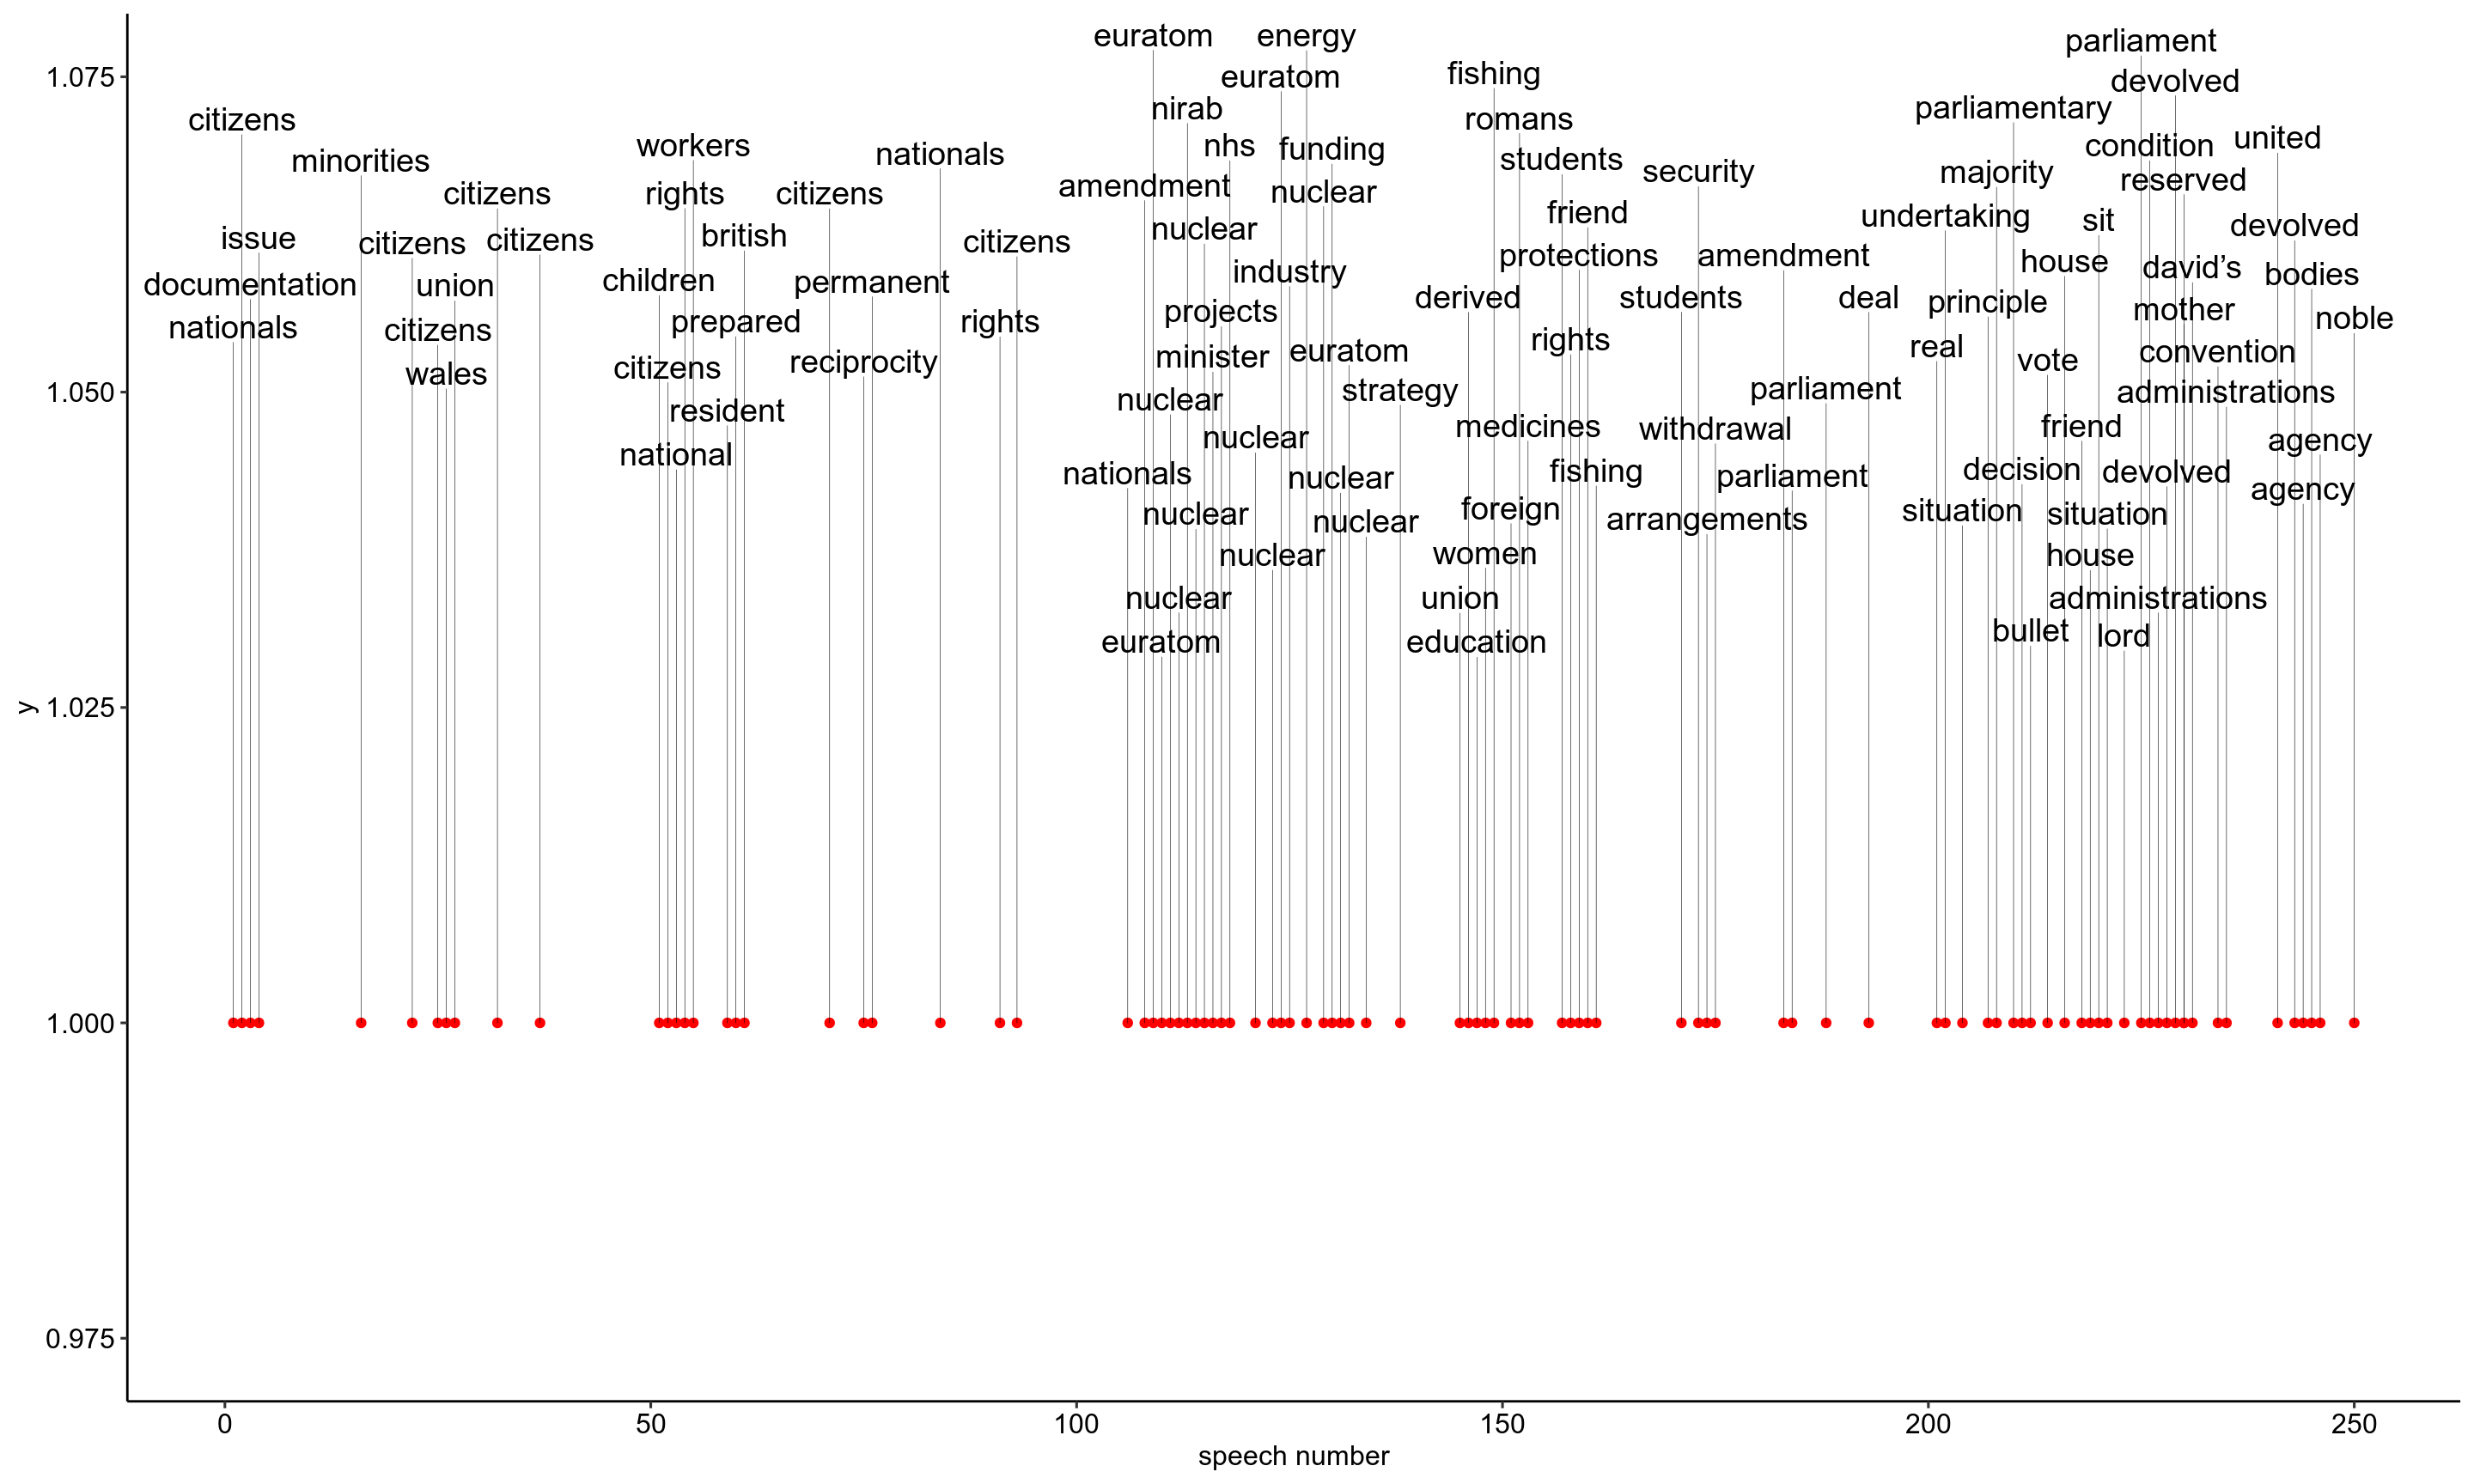 euratom
energy
parliament
1.075
fishing
euratom
devolved
nirab
parliamentary
citizens
romans
united
workers
nhs
condition
funding
nationals
minorities
students
security
majority
reserved
amendment
citizens
rights
citizens
nuclear
friend
undertaking
sit
devolved
nuclear
british
issue
citizens
citizens
citizens
protections
amendment
house
david’s
industry
bodies
children
permanent
documentation
union
derived
students
deal
principle
mother
projects
noble
prepared
rights
nationals
citizens
rights
real
convention
euratom
minister
vote
reciprocity
citizens
wales
parliament
strategy
administrations
1.050
nuclear
resident
medicines
withdrawal
friend
nuclear
agency
national
fishing
decision
devolved
nationals
parliament
nuclear
agency
foreign
situation
situation
nuclear
arrangements
nuclear
women
house
nuclear
nuclear
union
administrations
bullet
lord
euratom
education
1.025
y
1.000
0.975
0
50
100
150
200
250
speech number